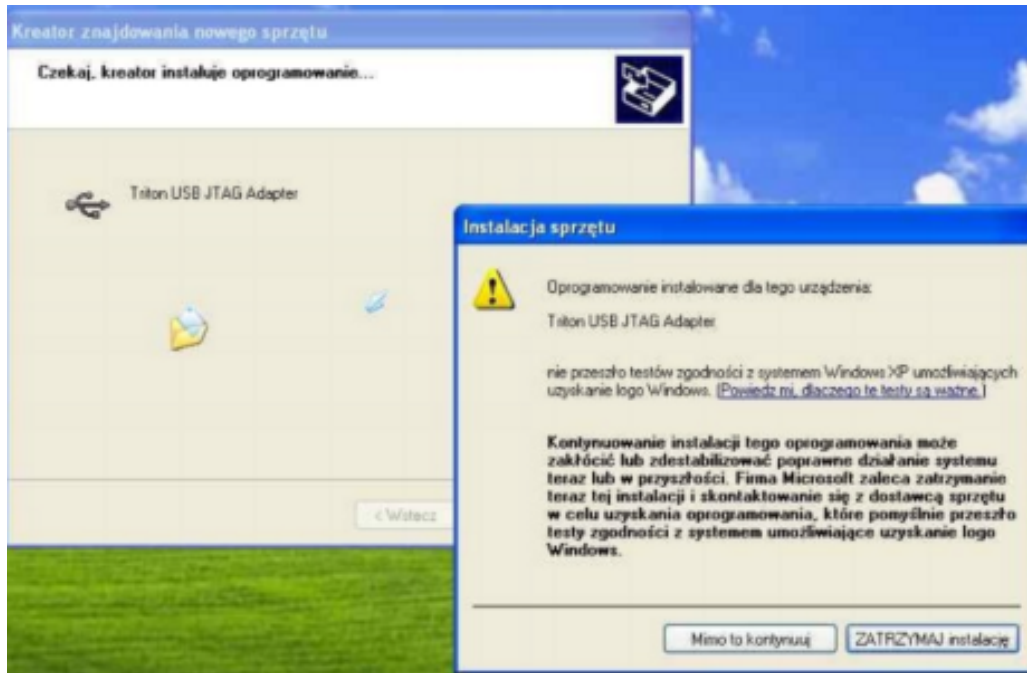 Kreator znajdowania nowego sprzętu
Czekaj, kreator instaluje oprogramowanie...
Triton USB JTAG Adapter
< Wstecz
Instalacja sprzętu
Oprogramowanie instalowane dla tego urządzenia:
Triton USB JTAG Adapter
nie przeszło testów zgodności z systemem Windows XP umożliwiających
uzyskanie logo Windows. (Powiedz mi, dlaczego te testy są ważne.)
Kontynuowanie instalacji tego oprogramowania może
zakłócić lub zdestabilizować poprawne działanie systemu
teraz lub w przyszłości. Firma Microsoft zaleca zatrzymanie
teraz tej instalacji i skontaktowanie się z dostawcą sprzętu
w celu uzyskania oprogramowania, które pomyślnie przeszło
testy zgodności z systemem umożliwiające uzyskanie logo
Windows.
Mimo to kontynuuj
ZATRZYMAJ instalację